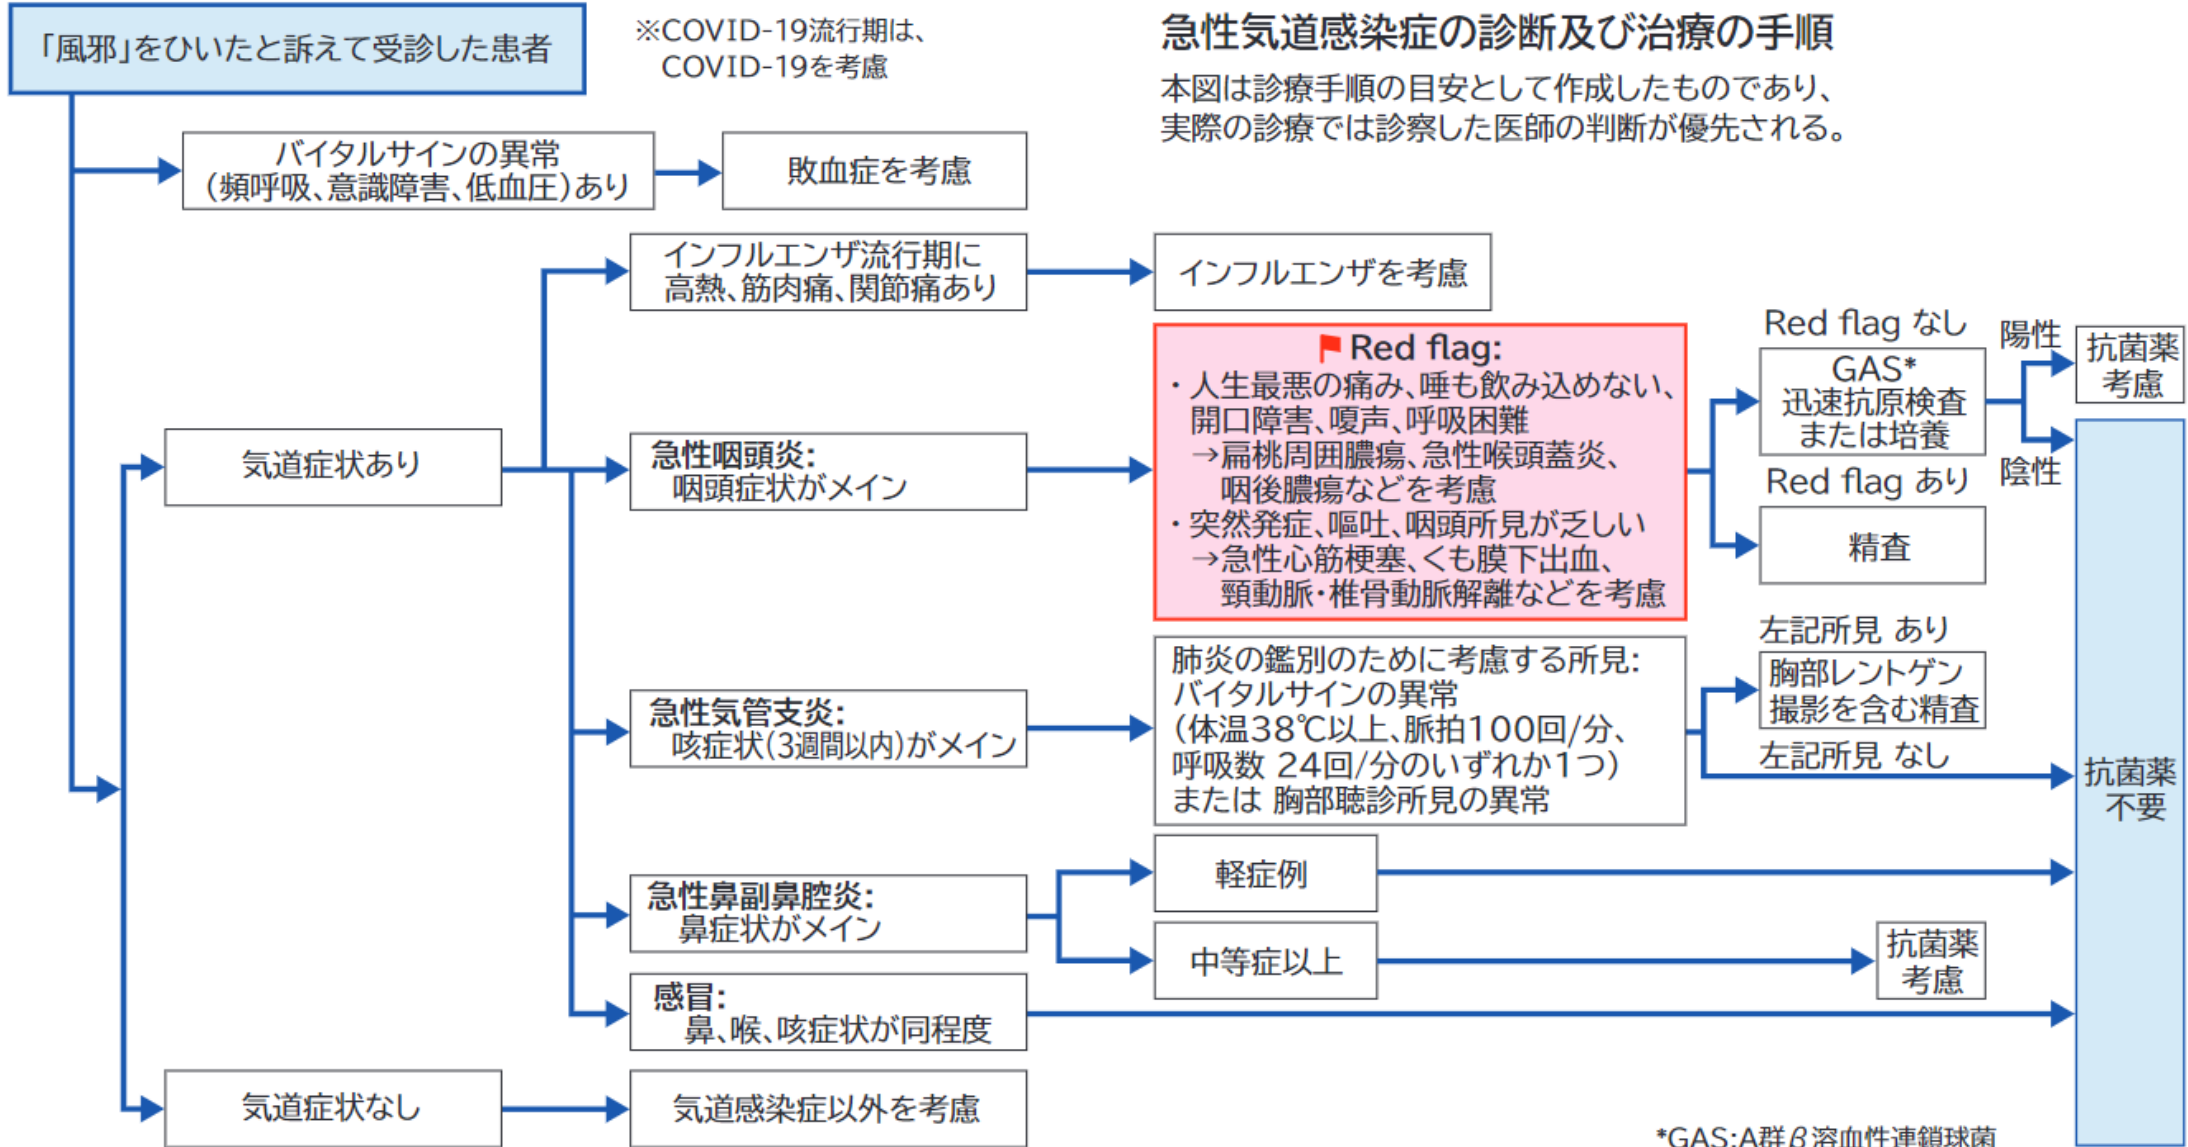 「風邪」をひいたと訴えて受診した患者
※COVID-19流行期は、
COVID-19を考慮
急性気道感染症の診断及び治療の手順
本図は診療手順の目安として作成したものであり、
実際の診療では診察した医師の判断が優先される。
バイタルサインの異常
(頻呼吸、意識障害、低血圧)あり
敗血症を考慮
インフルエンザ流行期に
高熱、筋肉痛、関節痛あり
インフルエンザを考慮
気道症状あり
急性咽頭炎:
咽頭症状がメイン
Red flag:
・人生最悪の痛み、唾も飲み込めない、
開口障害、嗄声、呼吸困難
→扁桃周囲膿瘍、急性喉頭蓋炎、
咽後膿瘍などを考慮
・突然発症、嘔吐、咽頭所見が乏しい
→急性心筋梗塞、くも膜下出血、
頸動脈・椎骨動脈解離などを考慮
Red flag なし
GAS*
迅速抗原検査
または培養
陽性
抗菌薬
考慮
陰性
Red flag あり
精査
急性気管支炎:
咳症状(3週間以内)がメイン
肺炎の鑑別のために考慮する所見:
バイタルサインの異常
(体温38℃以上、脈拍100回/分、
呼吸数 24回/分のいずれか1つ)
または 胸部聴診所見の異常
左記所見 あり
胸部レントゲン
撮影を含む精査
左記所見 なし
抗菌薬
不要
急性鼻副鼻腔炎:
鼻症状がメイン
軽症例
中等症以上
抗菌薬
考慮
感冒:
鼻、喉、咳症状が同程度
気道症状なし
気道感染症以外を考慮
*GAS:A群β溶血性連鎖球菌